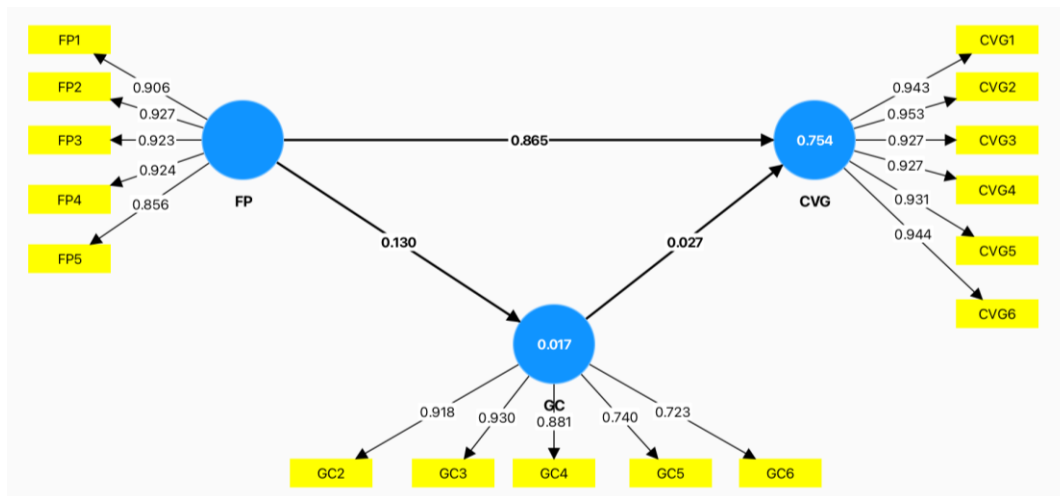 FP1
CVG1
0.906
0.943
FP2
CVG2
0.927
0.953
FP3
0.923
0.865
0.754
0.927
CVG3
0.924
0.927
FP4
CVG4
0.856
0.931
FP
CVG
0.944
0.130
0.027
FP5
CVG5
CVG6
0.017
GC
0.918
0.930
0.881
0.740
0.723
GC2
GC3
GC4
GC5
GC6